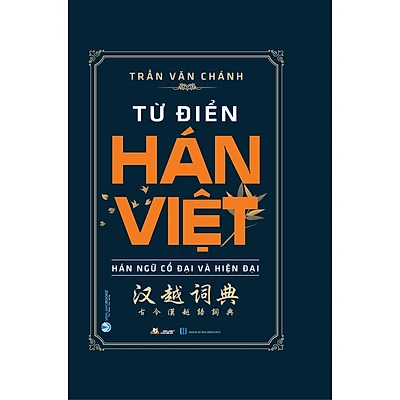 TRẦN VĂN CHÁNH
TỪ ĐIỂN
HÁN
VIỆT
HÁN NGỮ CỔ ĐẠI VÀ HIỆN ĐẠI
汉越词典
古今漢越語詞典